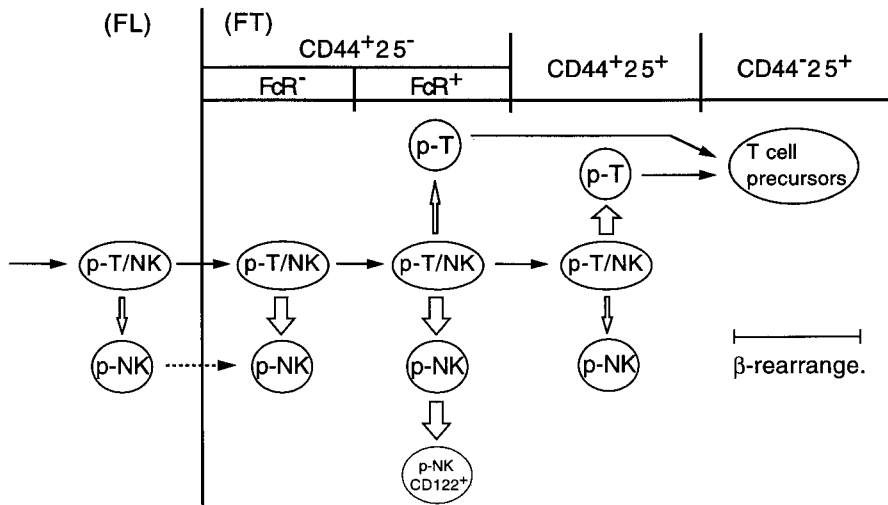 (FL)
(FT)
CD44⁺25⁻
CD44⁺25⁺
CD44⁻25⁺
FcR⁻
FcR⁺
p-T
T cell
precursors
p-T
p-T/NK
p-T/NK
p-T/NK
p-T/NK
p-NK
p-NK
p-NK
p-NK
β-rearrange.
p-NK
CD122⁺